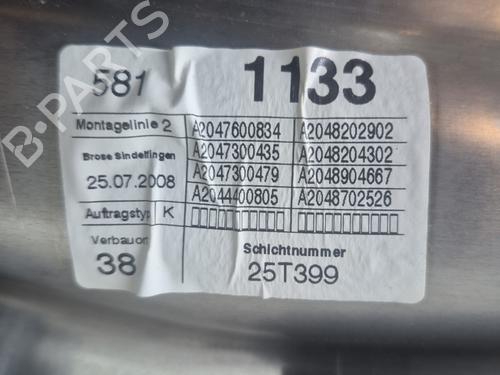 581 1133
Montagelinie 2 A2047600834 A2048202902
Brose Sindelfingen A2047300435 A2048204302
25.07.2008 A2047300479 A2048904667
Auftragstyp K A2044400805 A2048702526
Verbauort Schichtnummer
38 25T399
B-PARTS